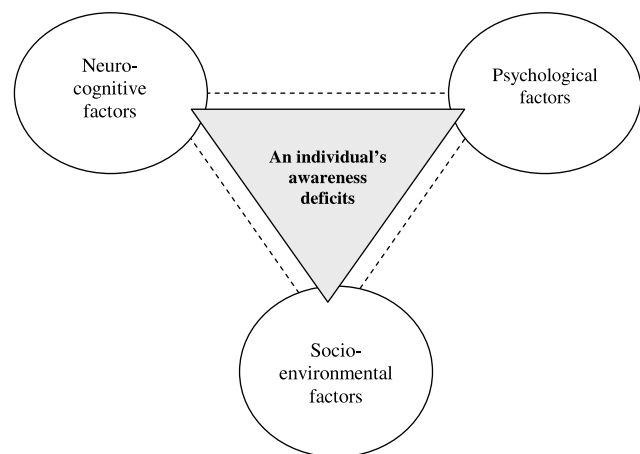 Neuro-
cognitive
factors
Psychological
factors
An individual's
awareness
deficits
Socio-
environmental
factors